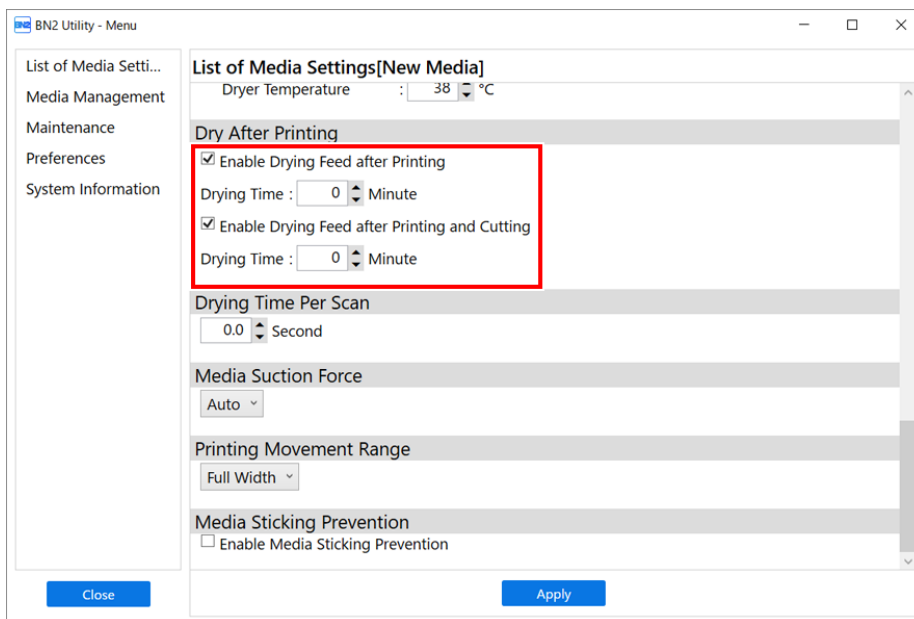 BN2 BN2 Utility - Menu
List of Media Setti...
Media Management
Maintenance
Preferences
System Information
Close
List of Media Settings[New Media]
Dryer Temperature : 38 °C
Dry After Printing
Enable Drying Feed after Printing
Drying Time : 0 Minute
Enable Drying Feed after Printing and Cutting
Drying Time : 0 Minute
Drying Time Per Scan
0.0 Second
Media Suction Force
Auto
Printing Movement Range
Full Width
Media Sticking Prevention
Enable Media Sticking Prevention
Apply